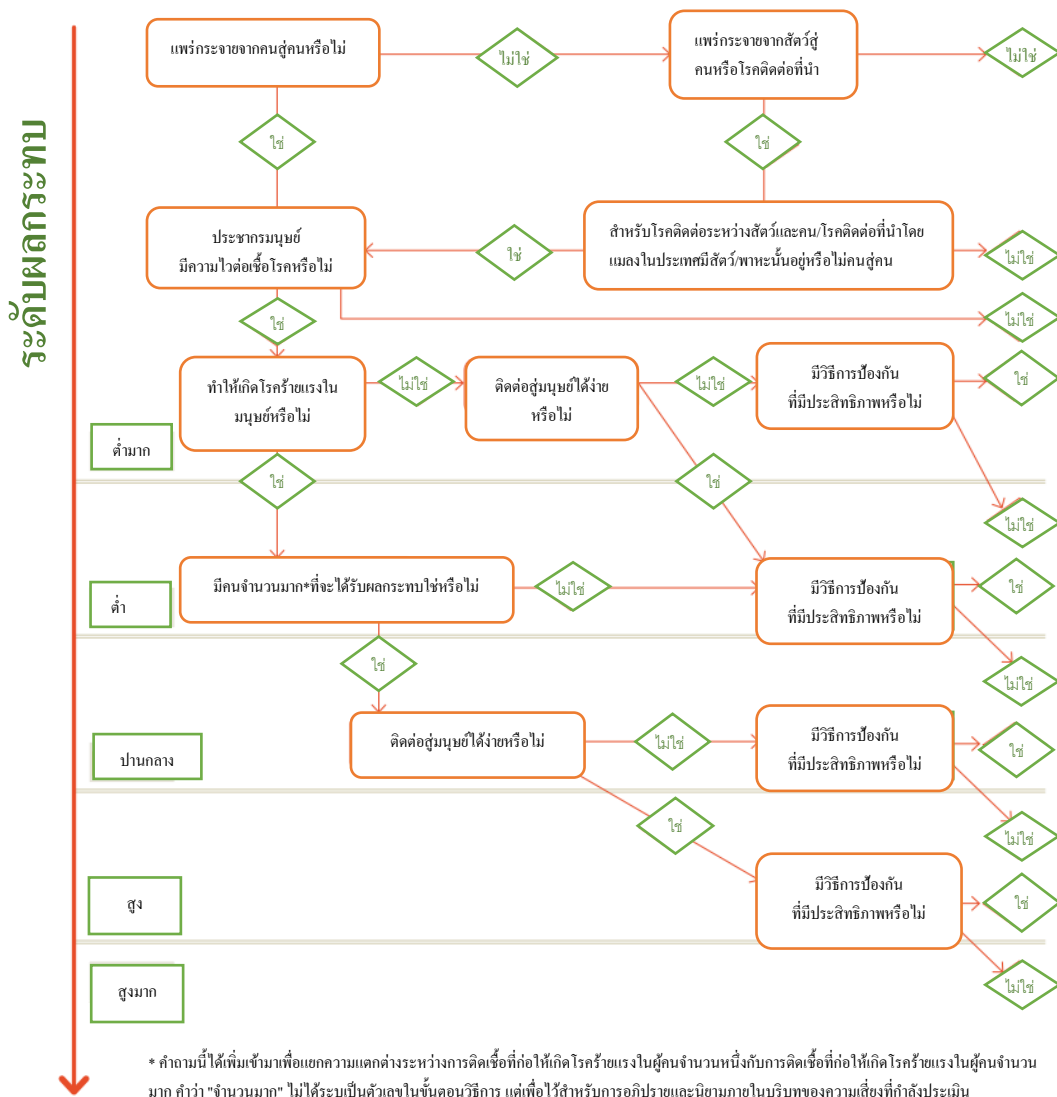 ระดับผลกระทบ
แพร่กระจายจากคนสู่คนหรือไม่
ไม่ใช่
แพร่กระจายจากสัตว์สู่
คนหรือโรคติดต่อที่นำ
ไม่ใช่
ใช่
ใช่
ประชากรมนุษย์
มีความไวต่อเชื้อโรคหรือไม่
ใช่
สำหรับโรคติดต่อระหว่างสัตว์และคน/โรคติดต่อที่นำโดย
แมลงในประเทศมีสัตว์/พาหะนั้นอยู่หรือไม่คนสู่คน
ไม่ใช่
ใช่
ไม่ใช่
ทำให้เกิดโรคร้ายแรงใน
มนุษย์หรือไม่
ไม่ใช่
ติดต่อสู่มนุษย์ได้ง่าย
หรือไม่
ไม่ใช่
มีวิธีการป้องกัน
ที่มีประสิทธิภาพหรือไม่
ใช่
ต่ำมาก
ใช่
ใช่
ไม่ใช่
ต่ำ
มีคนจำนวนมาก*ที่จะได้รับผลกระทบใช่หรือไม่
ไม่ใช่
มีวิธีการป้องกัน
ที่มีประสิทธิภาพหรือไม่
ใช่
ใช่
ไม่ใช่
ปานกลาง
ติดต่อสู่มนุษย์ได้ง่ายหรือไม่
ไม่ใช่
มีวิธีการป้องกัน
ที่มีประสิทธิภาพหรือไม่
ใช่
ใช่
ไม่ใช่
สูง
มีวิธีการป้องกัน
ที่มีประสิทธิภาพหรือไม่
ใช่
สูงมาก
ไม่ใช่
* คำถามนี้ได้เพิ่มเข้ามาเพื่อแยกความแตกต่างระหว่างการติดเชื้อที่ก่อให้เกิดโรคร้ายแรงในผู้คนจำนวนหนึ่งกับการติดเชื้อที่ก่อให้เกิดโรคร้ายแรงในผู้คนจำนวน
มาก คำว่า "จำนวนมาก" ไม่ได้ระบุเป็นตัวเลขในขั้นตอนวิธีการ แต่เพื่อไว้สำหรับการอภิปรายและนิยามภายในบริบทของความเสี่ยงที่กำลังประเมิน